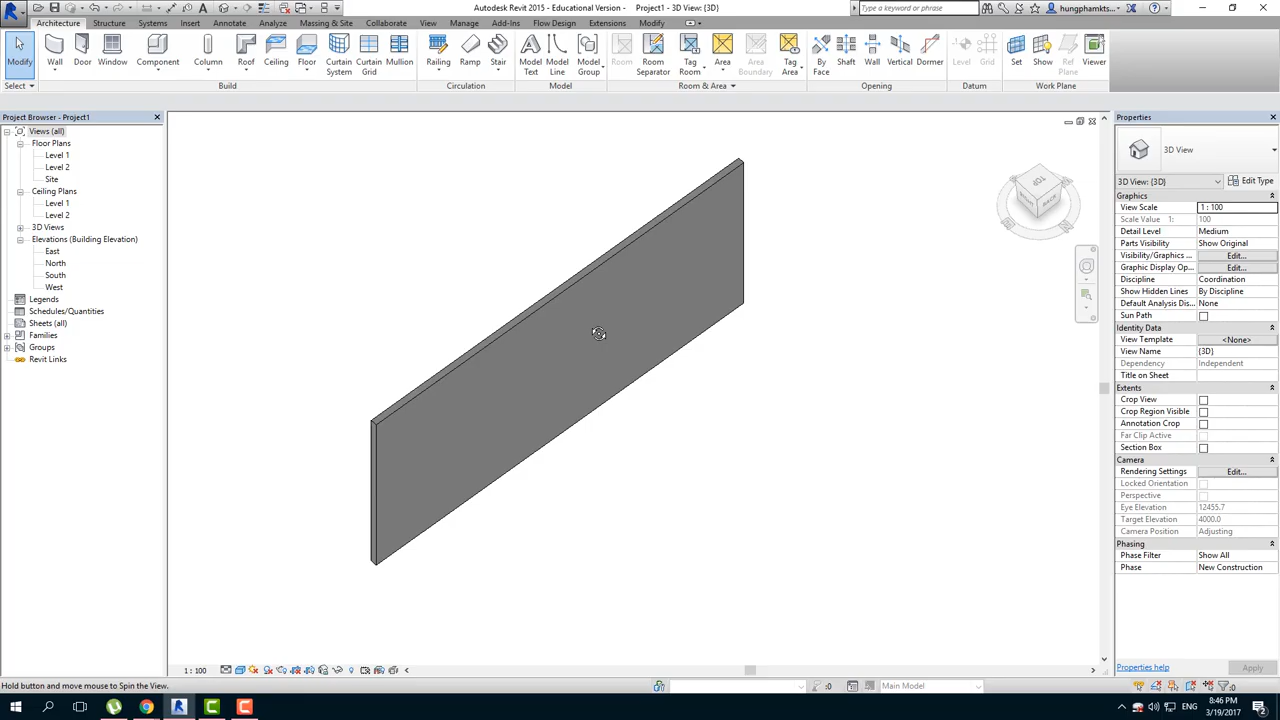 Autodesk Revit 2015 - Educational Version - Project1 - 3D View: {3D}
Type a keyword or phrase
hungphamkts...
Architecture Structure Systems Insert Annotate Analyze Massing & Site Collaborate View Manage Add-Ins Flow Design Extensions Modify
Modify Wall Door Window Component Column Roof Ceiling Floor Curtain System Curtain Grid Mullion Railing Ramp Stair Model Text Model Line Model Group Room Room Separator Tag Room Area Area Boundary Tag Area By Face Shaft Wall Vertical Dormer Level Grid Set Show Ref Plane Viewer
Select Build Circulation Model Room & Area Opening Datum Work Plane
Project Browser - Project1
Views (all)
Floor Plans
Level 1
Level 2
Site
Ceiling Plans
Level 1
Level 2
3D Views
Elevations (Building Elevation)
East
North
South
West
Legends
Schedules/Quantities
Sheets (all)
Families
Groups
Revit Links
TOP
BACK
Properties
3D View
3D View: {3D} Edit Type
Graphics
View Scale 1 : 100
Scale Value 1: 100
Detail Level Medium
Parts Visibility Show Original
Visibility/Graphics ... Edit...
Graphic Display Op... Edit...
Discipline Coordination
Show Hidden Lines By Discipline
Default Analysis Dis... None
Sun Path
Identity Data
View Template <None>
View Name {3D}
Dependency Independent
Title on Sheet
Extents
Crop View
Crop Region Visible
Annotation Crop
Far Clip Active
Section Box
Camera
Rendering Settings Edit...
Locked Orientation
Perspective
Eye Elevation 12455.7
Target Elevation 4000.0
Camera Position Adjusting
Phasing
Phase Filter Show All
Phase New Construction
Properties help Apply
1 : 100
Hold button and move mouse to Spin the View.
:0
Main Model
:0
ENG
8:46 PM
3/19/2017
2